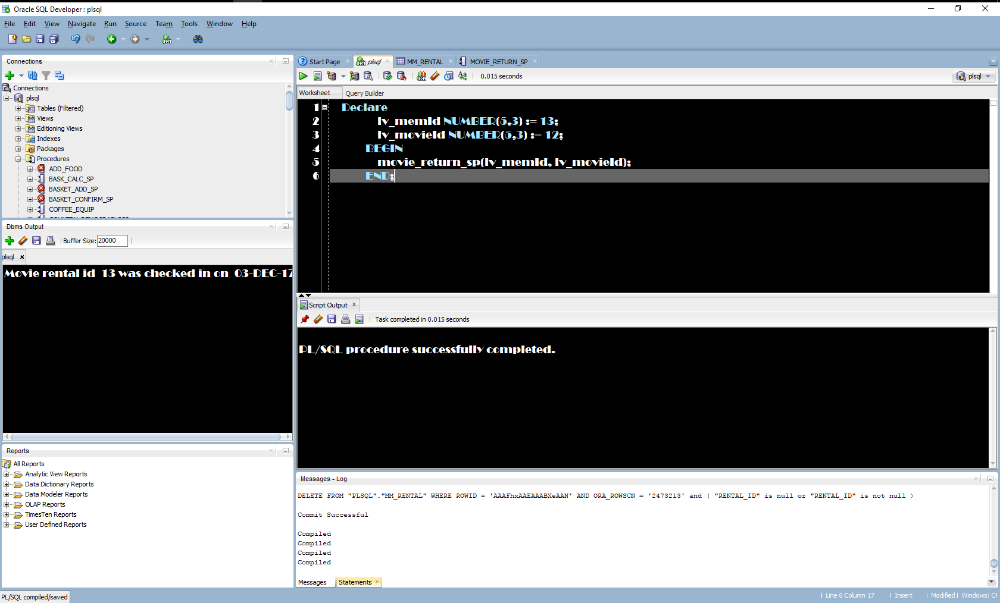 Oracle SQL Developer : plsql
File Edit View Navigate Run Source Team Tools Window Help
Connections
Connections
plsql
Tables (Filtered)
Views
Editioning Views
Indexes
Packages
Procedures
ADD_FOOD
BASK_CALC_SP
BASKET_ADD_SP
BASKET_CONFIRM_SP
COFFEE_EQUIP
Dbms Output
Buffer Size: 20000
plsql
Movie rental id 13 was checked in on 03-DEC-17
Reports
All Reports
Analytic View Reports
Data Dictionary Reports
Data Modeler Reports
OLAP Reports
TimesTen Reports
User Defined Reports
Start Page plsql MM_RENTAL MOVIE_RETURN_SP
0.015 seconds plsql
Worksheet Query Builder
1 Declare
2 lv_memId NUMBER(5,3) := 13;
3 lv_movieId NUMBER(5,3) := 12;
4 BEGIN
5 movie_return_sp(lv_memId, lv_movieId);
6 END;
Script Output
Task completed in 0.015 seconds
PL/SQL procedure successfully completed.
Messages - Log
DELETE FROM "PLSQL"."MM_RENTAL" WHERE ROWID = 'AAAFhxAAEAAABXeAAN' AND ORA_ROWSCN = '2473213' and ( "RENTAL_ID" is null or "RENTAL_ID" is not null )
Commit Successful
Compiled
Compiled
Compiled
Compiled
Messages Statements
PL/SQL compiled/saved
Line 6 Column 17 | Insert | Modified | Windows: